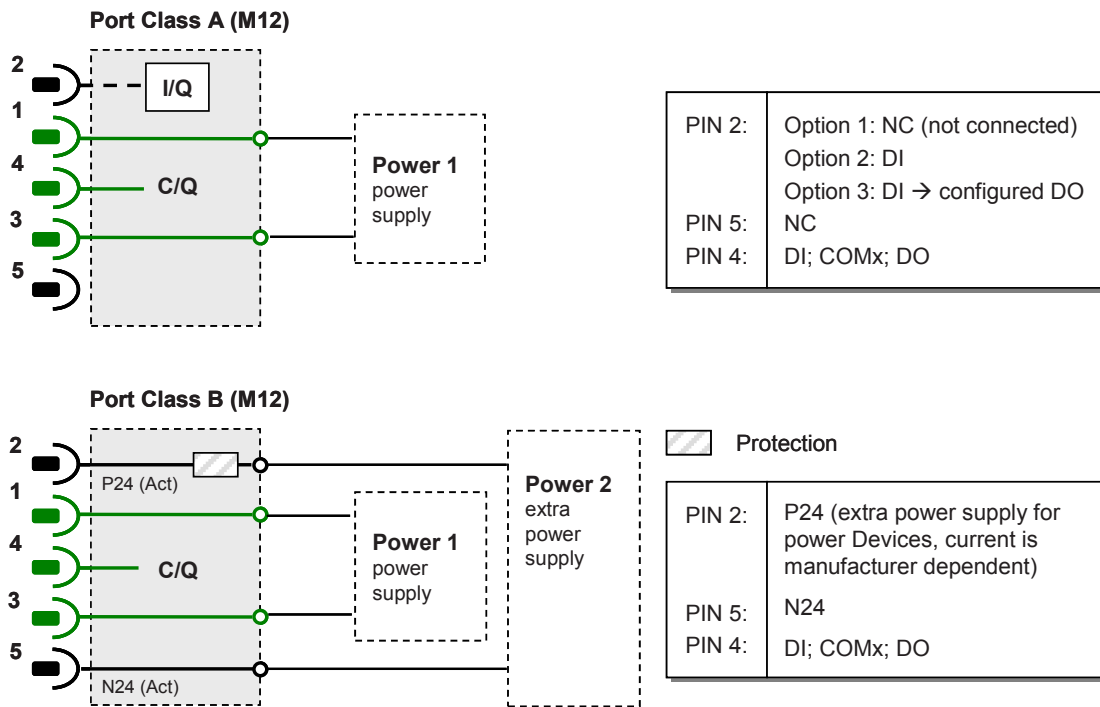 Port Class A (M12)
2
I/Q
1
4
C/Q
3
5
Power 1
power
supply
PIN 2: Option 1: NC (not connected)
Option 2: DI
Option 3: DI → configured DO
PIN 5: NC
PIN 4: DI; COMx; DO
Port Class B (M12)
2
P24 (Act)
1
4
C/Q
3
5
N24 (Act)
Power 1
power
supply
Power 2
extra
power
supply
Protection
PIN 2: P24 (extra power supply for
power Devices, current is
manufacturer dependent)
PIN 5: N24
PIN 4: DI; COMx; DO